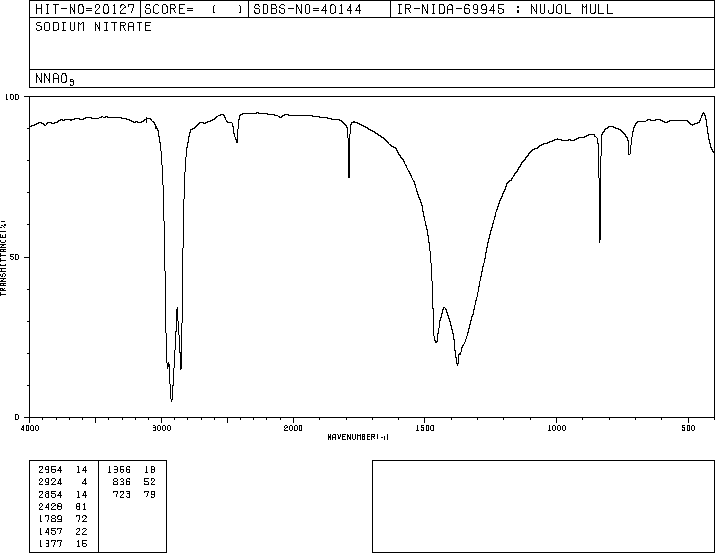 HIT-NO=20127 SCORE= ( ) SDBS-NO=40144 IR-NIDA-69945 : NUJOL MULL
SODIUM NITRATE
NNAO3
100
50
0
TRANSMITTANCE(%)
4000 3000 2000 1500 1000 500
WAVENUMBER(-1)
2954 14 1366 18
2924 4 836 52
2854 14 723 79
2428 81
1789 72
1457 22
1377 16